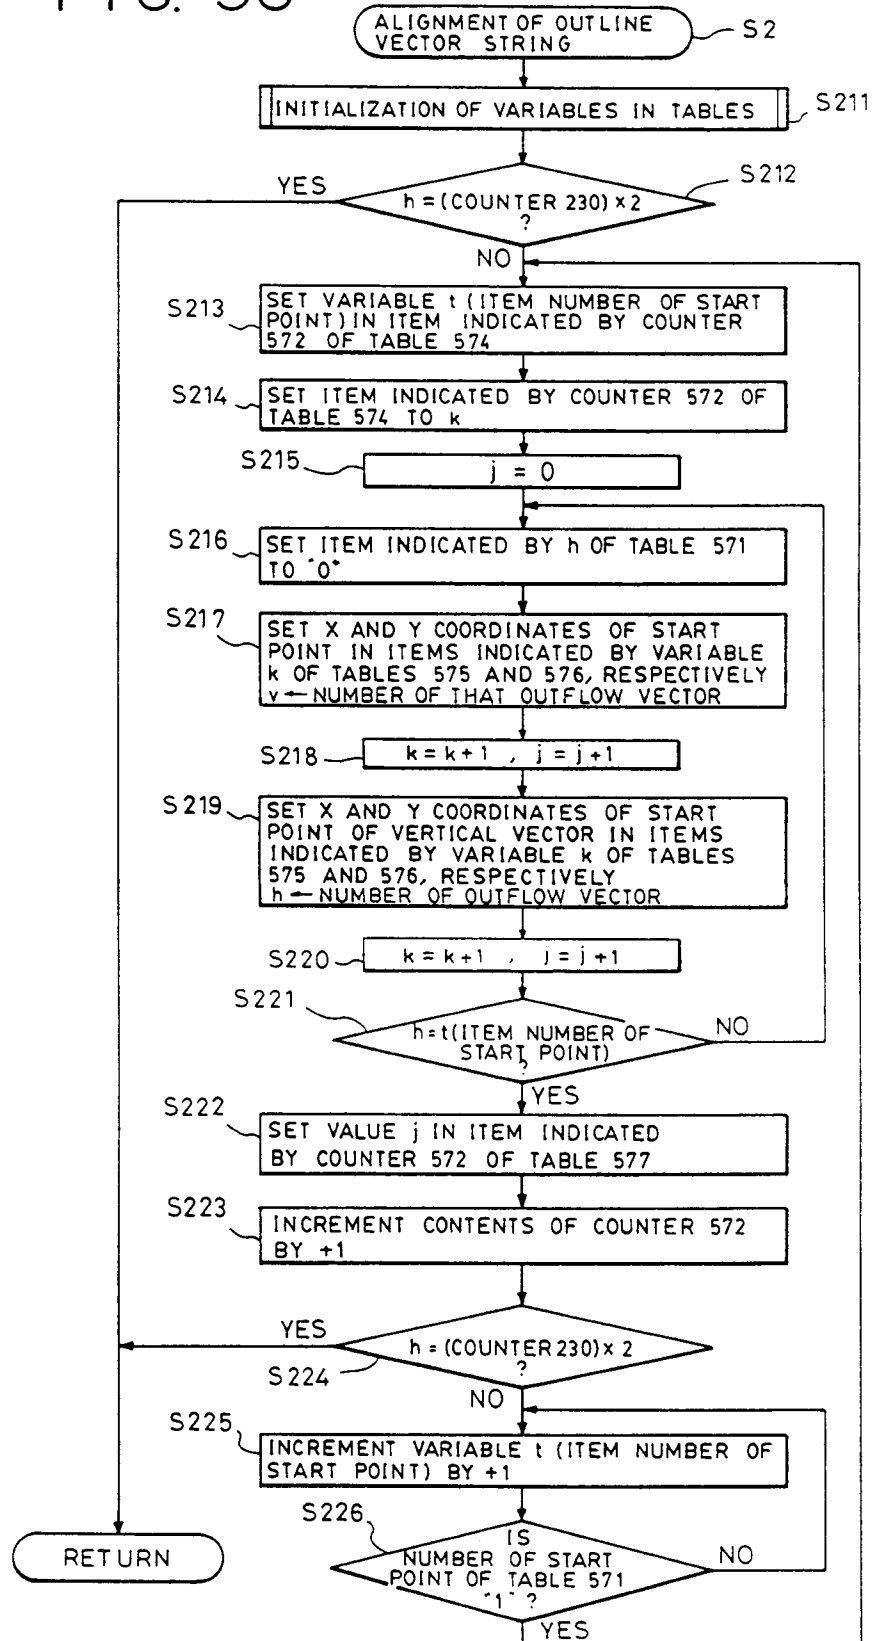 ALIGNMENT OF OUTLINE
VECTOR STRING
S2
INITIALIZATION OF VARIABLES IN TABLES
S211
YES
S212
h = (COUNTER 230) × 2
?
NO
S213
SET VARIABLE t (ITEM NUMBER OF START
POINT) IN ITEM INDICATED BY COUNTER
572 OF TABLE 574
S214
SET ITEM INDICATED BY COUNTER 572 OF
TABLE 574 TO k
S215
j = 0
S216
SET ITEM INDICATED BY h OF TABLE 571
TO "0"
S217
SET X AND Y COORDINATES OF START
POINT IN ITEMS INDICATED BY VARIABLE
k OF TABLES 575 AND 576, RESPECTIVELY
v ← NUMBER OF THAT OUTFLOW VECTOR
S218
k = k+1 , j = j+1
S219
SET X AND Y COORDINATES OF START
POINT OF VERTICAL VECTOR IN ITEMS
INDICATED BY VARIABLE k OF TABLES
575 AND 576, RESPECTIVELY
h ← NUMBER OF OUTFLOW VECTOR
S220
k = k+1 , j = j+1
S221
h = t (ITEM NUMBER OF
START POINT)
?
NO
YES
S222
SET VALUE j IN ITEM INDICATED
BY COUNTER 572 OF TABLE 577
S223
INCREMENT CONTENTS OF COUNTER 572
BY +1
YES
h = (COUNTER 230) × 2
?
S224
NO
S225
INCREMENT VARIABLE t (ITEM NUMBER OF
START POINT) BY +1
S226
IS
NUMBER OF START
POINT OF TABLE 571
"1" ?
NO
YES
RETURN